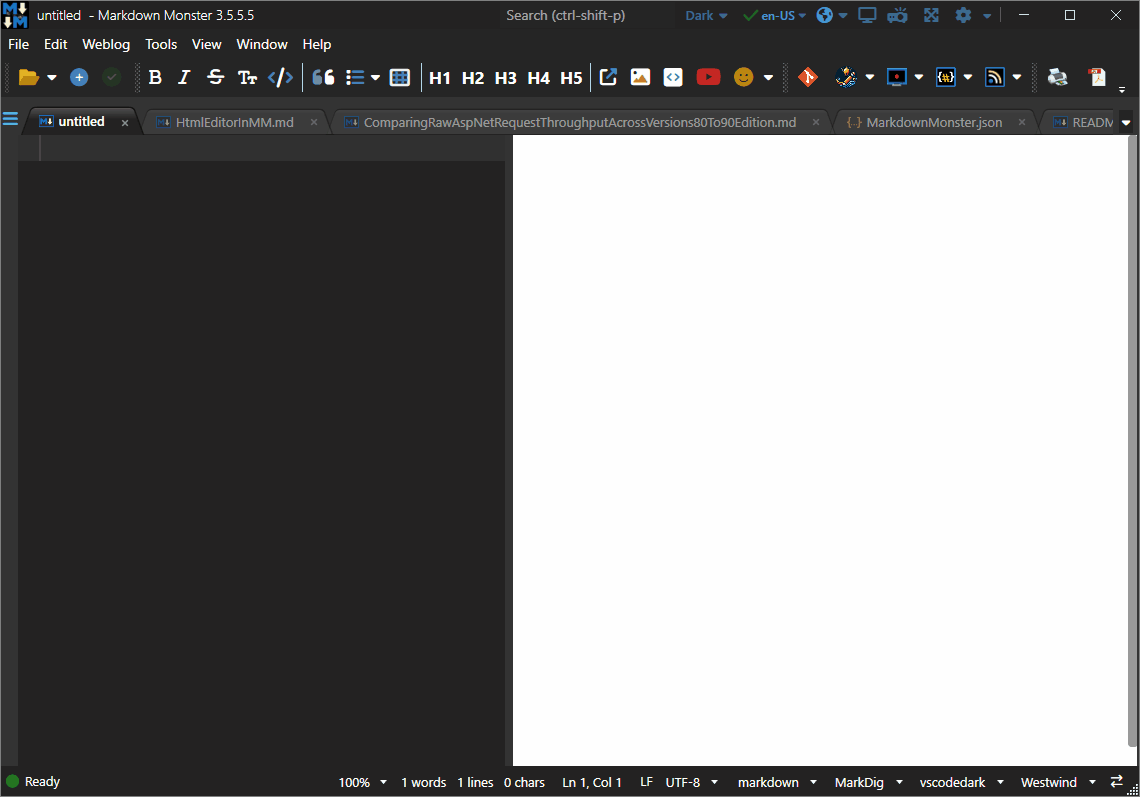 untitled - Markdown Monster 3.5.5.5 Search (ctrl-shift-p) Dark en-US
File Edit Weblog Tools View Window Help
B I S TT </> H1 H2 H3 H4 H5
untitled × HtmlEditorInMM.md × ComparingRawAspNetRequestThroughputAcrossVersions80To90Edition.md × {..} MarkdownMonster.json × READM
Ready 100% 1 words 1 lines 0 chars Ln 1, Col 1 LF UTF-8 markdown MarkDig vscodedark Westwind